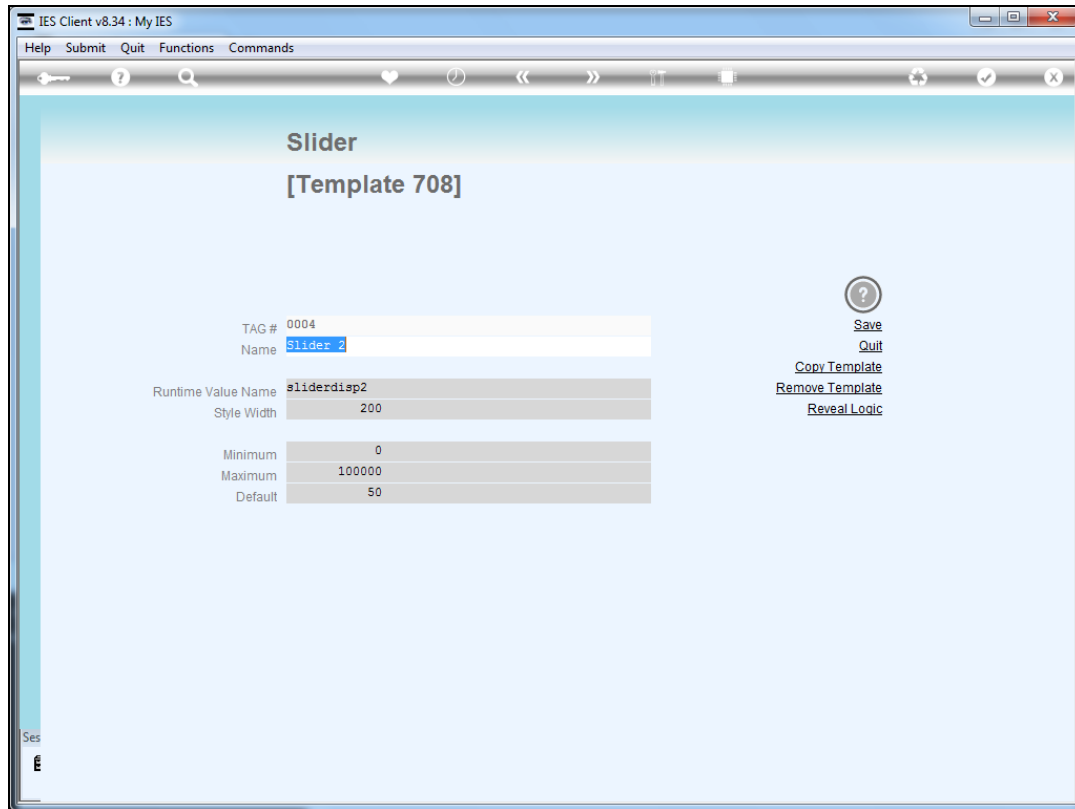 IES Client v8.34 : My IES
Help Submit Quit Functions Commands
Slider
[Template 708]
TAG # 0004
Name Slider 2
Runtime Value Name sliderdisp2
Style Width 200
Minimum 0
Maximum 100000
Default 50
Save
Quit
Copy Template
Remove Template
Reveal Logic
Ses